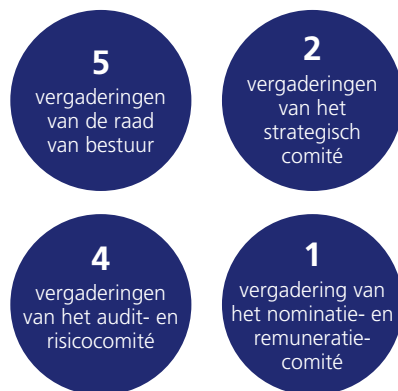 5
vergaderingen
van de raad
van bestuur
2
vergaderingen
van het
strategisch
comité
4
vergaderingen
van het audit- en
risicocomité
1
vergadering van
het nominatie- en
remuneratie-
comité